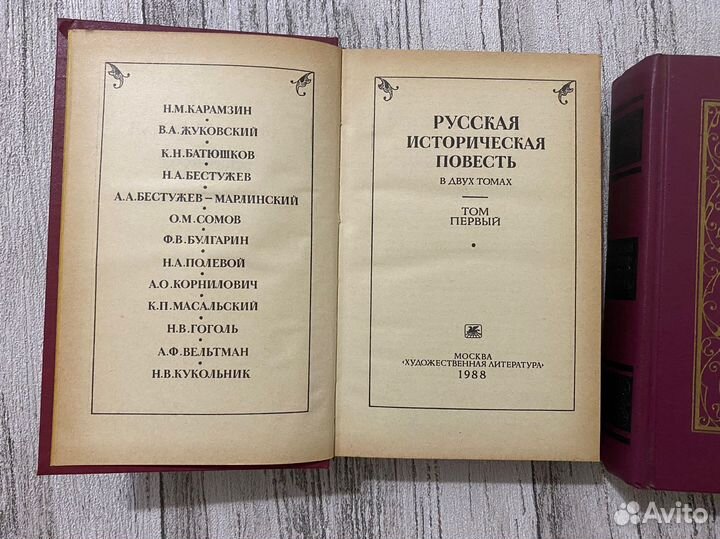 Н.М.КАРАМЗИН
В.А.ЖУКОВСКИЙ
К.Н.БАТЮШКОВ
Н.А.БЕСТУЖЕВ
А.А.БЕСТУЖЕВ–МАРЛИНСКИЙ
О.М.СОМОВ
Ф.В.БУЛГАРИН
Н.А.ПОЛЕВОЙ
А.О.КОРНИЛОВИЧ
К.П.МАСАЛЬСКИЙ
Н.В.ГОГОЛЬ
А.Ф.ВЕЛЬТМАН
Н.В.КУКОЛЬНИК
РУССКАЯ
ИСТОРИЧЕСКАЯ
ПОВЕСТЬ
В ДВУХ ТОМАХ
ТОМ
ПЕРВЫЙ
МОСКВА
«ХУДОЖЕСТВЕННАЯ ЛИТЕРАТУРА»
1988
Avito